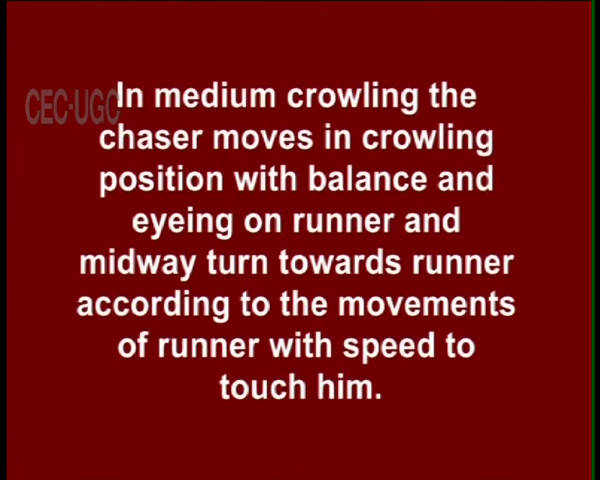 CEC-UGC
In medium crowling the
chaser moves in crowling
position with balance and
eyeing on runner and
midway turn towards runner
according to the movements
of runner with speed to
touch him.